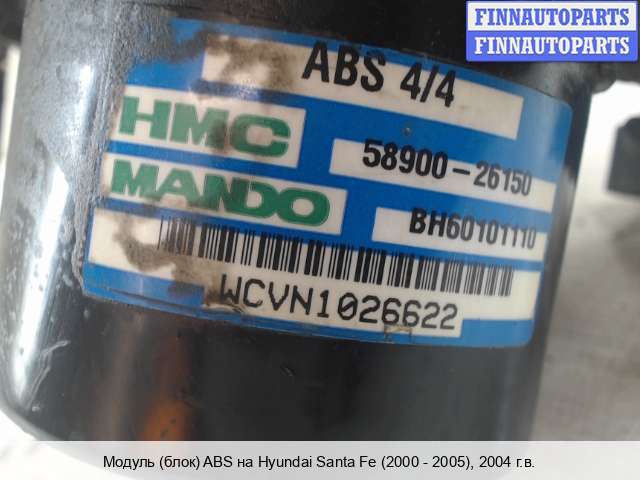 FINNAUTOPARTS
FINNAUTOPARTS
ABS 4/4
HMC
58900-26150
MANDO
BH60101110
WCVN1026622
Модуль (блок) ABS на Hyundai Santa Fe (2000 - 2005), 2004 г.в.